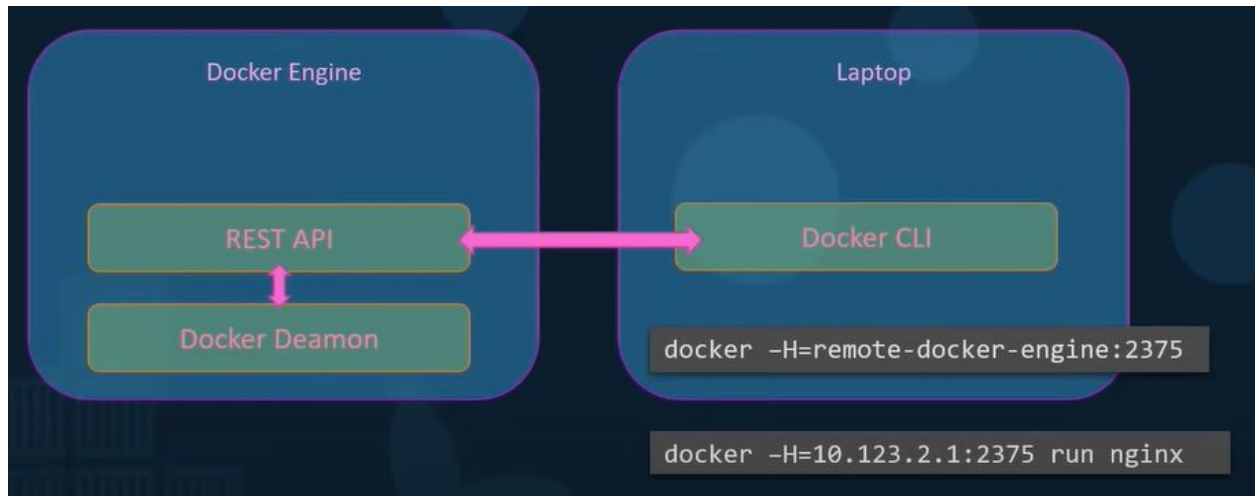 Docker Engine
Laptop
REST API
Docker CLI
Docker Deamon
docker –H=remote-docker-engine:2375
docker –H=10.123.2.1:2375 run nginx